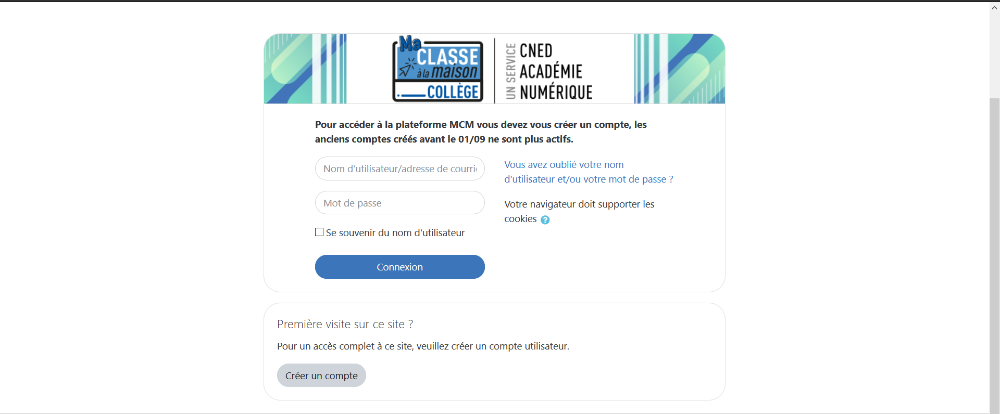 Ma
CLASSE
à la maison
COLLÈGE
UN SERVICE
CNED
ACADÉMIE
NUMÉRIQUE
Pour accéder à la plateforme MCM vous devez vous créer un compte, les
anciens comptes créés avant le 01/09 ne sont plus actifs.
Nom d'utilisateur/adresse de courri
Vous avez oublié votre nom
d'utilisateur et/ou votre mot de passe ?
Mot de passe
Votre navigateur doit supporter les
cookies ?
Se souvenir du nom d'utilisateur
Connexion
Première visite sur ce site ?
Pour un accès complet à ce site, veuillez créer un compte utilisateur.
Créer un compte